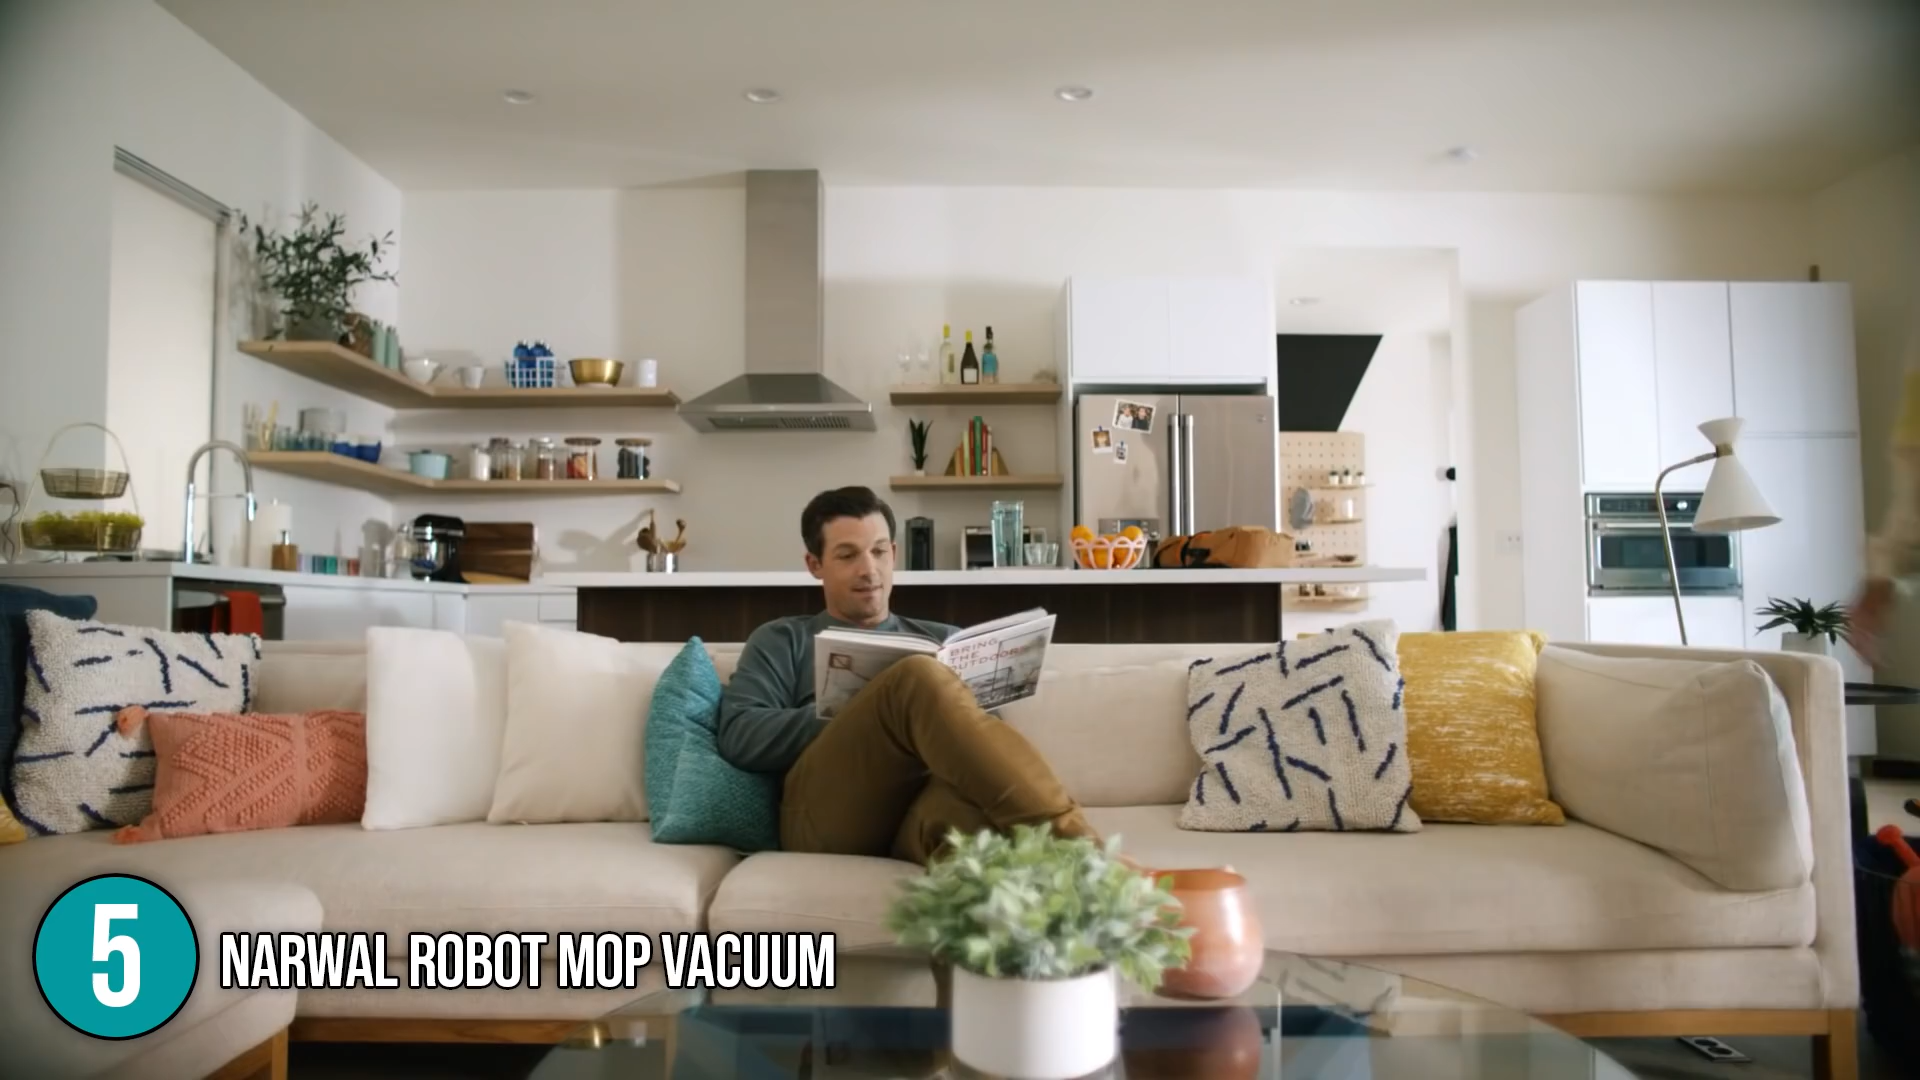 BRING
THE
OUTDOORS
5
NARWAL ROBOT MOP VACUUM